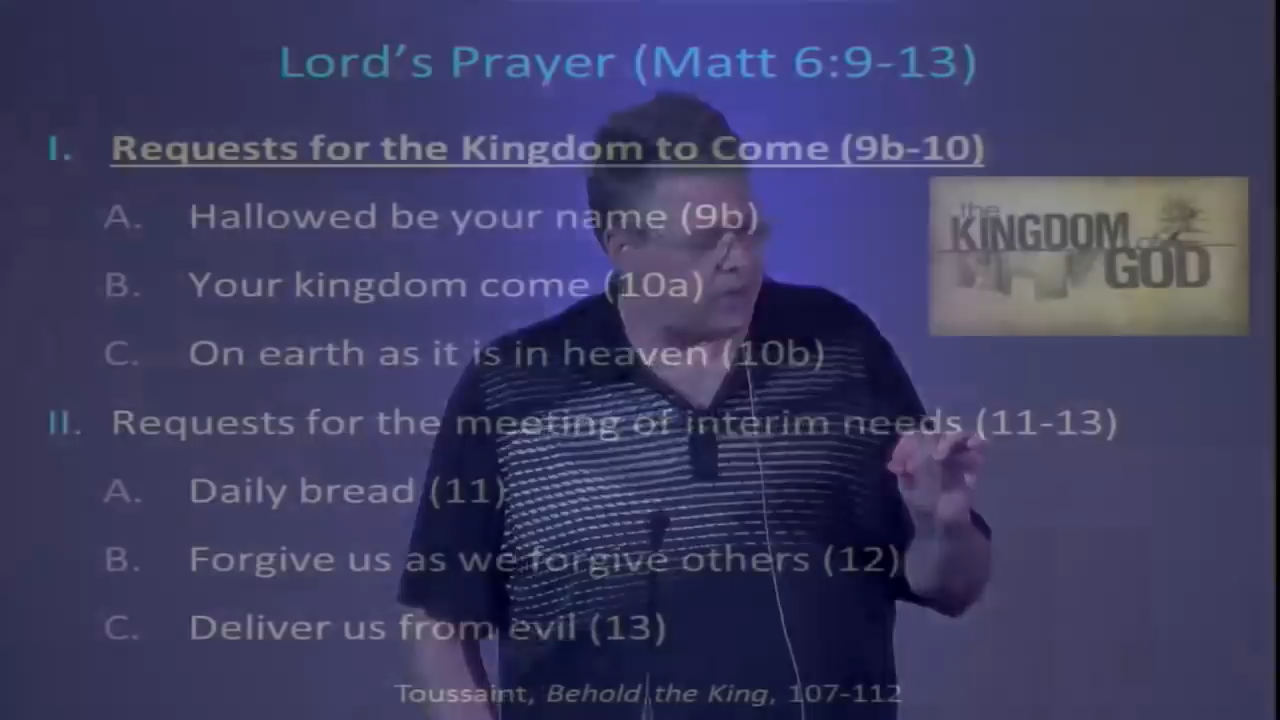 Lord's Prayer (Matt 6:9-13)
I. Requests for the Kingdom to Come (9b-10)
A. Hallowed be your name (9b)
B. Your kingdom come (10a)
C. On earth as it is in heaven (10b)
the
KINGDOM of
GOD
II. Requests for the meeting of interim needs (11-13)
A. Daily bread (11)
B. Forgive us as we forgive others (12)
C. Deliver us from evil (13)
Toussaint, Behold the King, 107-112